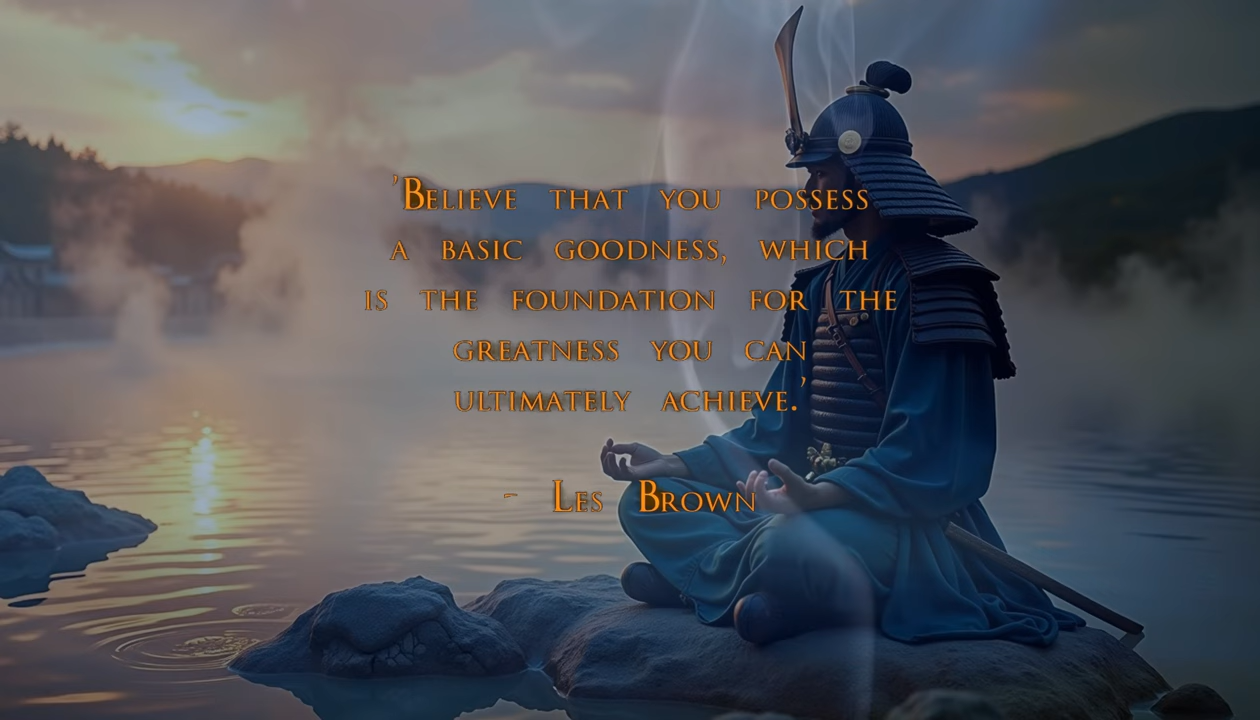 'Believe that you possess
a basic goodness, which
is the foundation for the
greatness you can
ultimately achieve.'
- Les Brown